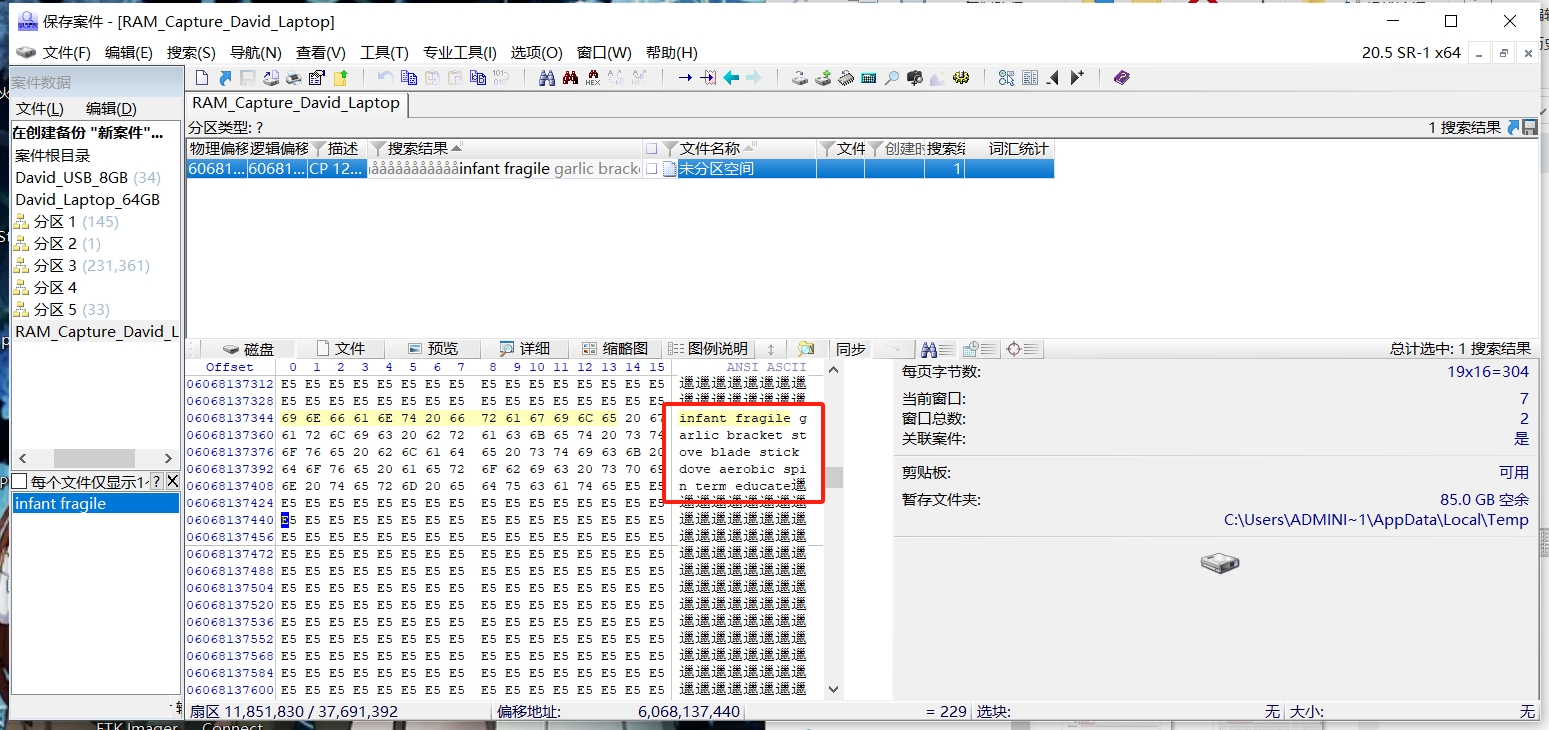 保存案件 - [RAM_Capture_David_Laptop]
文件(F) 编辑(E) 搜索(S) 导航(N) 查看(V) 工具(T) 专业工具(I) 选项(O) 窗口(W) 帮助(H) 20.5 SR-1 x64
案件数据
文件(L) 编辑(D)
在创建备份 "新案件"...
案件根目录
David_USB_8GB (34)
David_Laptop_64GB
分区 1 (145)
分区 2 (1)
分区 3 (231,361)
分区 4
分区 5 (33)
RAM_Capture_David_L
每个文件仅显示1 ? X
infant fragile
RAM_Capture_David_Laptop
分区类型: ? 1 搜索结果
物理偏移 逻辑偏移 描述 搜索结果 文件名称 文件 创建时 搜索结 词汇统计
60681... 60681... CP 12... åååååååååååinfant fragile garlic brack 未分区空间 1
磁盘 文件 预览 详细 缩略图 图例说明 同步 总计选中: 1 搜索结果
Offset 0 1 2 3 4 5 6 7 8 9 10 11 12 13 14 15 ANSI ASCII
06068137312 E5 E5 E5 E5 E5 E5 E5 E5 E5 E5 E5 E5 E5 E5 E5 E5 邋邋邋邋邋邋邋邋
06068137328 E5 E5 E5 E5 E5 E5 E5 E5 E5 E5 E5 E5 E5 E5 E5 E5 邋邋邋邋邋邋邋邋
06068137344 69 6E 66 61 6E 74 20 66 72 61 67 69 6C 65 20 67 infant fragile g
06068137360 61 72 6C 69 63 20 62 72 61 63 6B 65 74 20 73 74 arlic bracket st
06068137376 6F 76 65 20 62 6C 61 64 65 20 73 74 69 63 6B 20 ove blade stick
06068137392 64 6F 76 65 20 61 65 72 6F 62 69 63 20 73 70 69 dove aerobic spi
06068137408 6E 20 74 65 72 6D 20 65 64 75 63 61 74 65 E5 E5 n term educate邋
06068137424 E5 E5 E5 E5 E5 E5 E5 E5 E5 E5 E5 E5 E5 E5 E5 E5 邋邋邋邋邋邋邋邋
06068137440 E5 E5 E5 E5 E5 E5 E5 E5 E5 E5 E5 E5 E5 E5 E5 E5 邋邋邋邋邋邋邋邋
06068137456 E5 E5 E5 E5 E5 E5 E5 E5 E5 E5 E5 E5 E5 E5 E5 E5 邋邋邋邋邋邋邋邋
06068137472 E5 E5 E5 E5 E5 E5 E5 E5 E5 E5 E5 E5 E5 E5 E5 E5 邋邋邋邋邋邋邋邋
06068137488 E5 E5 E5 E5 E5 E5 E5 E5 E5 E5 E5 E5 E5 E5 E5 E5 邋邋邋邋邋邋邋邋
06068137504 E5 E5 E5 E5 E5 E5 E5 E5 E5 E5 E5 E5 E5 E5 E5 E5 邋邋邋邋邋邋邋邋
06068137520 E5 E5 E5 E5 E5 E5 E5 E5 E5 E5 E5 E5 E5 E5 E5 E5 邋邋邋邋邋邋邋邋
06068137536 E5 E5 E5 E5 E5 E5 E5 E5 E5 E5 E5 E5 E5 E5 E5 E5 邋邋邋邋邋邋邋邋
06068137552 E5 E5 E5 E5 E5 E5 E5 E5 E5 E5 E5 E5 E5 E5 E5 E5 邋邋邋邋邋邋邋邋
06068137568 E5 E5 E5 E5 E5 E5 E5 E5 E5 E5 E5 E5 E5 E5 E5 E5 邋邋邋邋邋邋邋邋
06068137584 E5 E5 E5 E5 E5 E5 E5 E5 E5 E5 E5 E5 E5 E5 E5 E5 邋邋邋邋邋邋邋邋
06068137600 E5 E5 E5 E5 E5 E5 E5 E5 E5 E5 E5 E5 E5 E5 E5 E5 邋邋邋邋邋邋邋邋
每页字节数: 19x16=304
当前窗口: 7
窗口总数: 2
关联案件: 是
剪贴板: 可用
暂存文件夹: 85.0 GB 空余
C:\Users\ADMINI~1\AppData\Local\Temp
扇区 11,851,830 / 37,691,392 偏移地址: 6,068,137,440 = 229 选块: 无 大小: 无
FTK Imager Connect